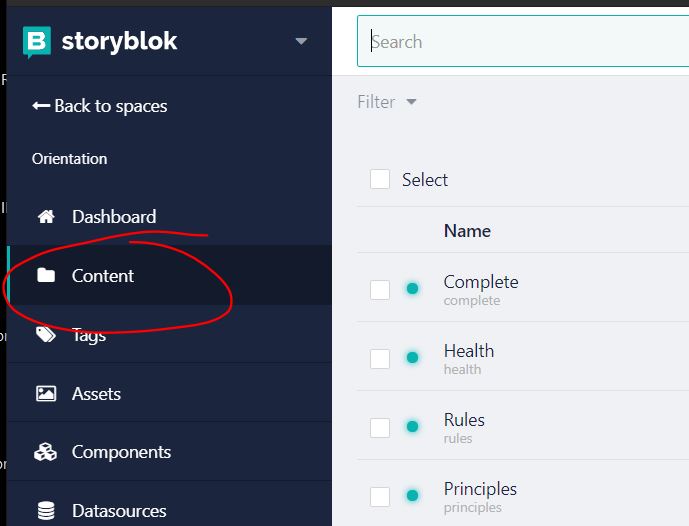 B storyblok
← Back to spaces
Orientation
Dashboard
Content
Tags
Assets
Components
Datasources
Search
Filter
Select
Name
Complete
complete
Health
health
Rules
rules
Principles
principles